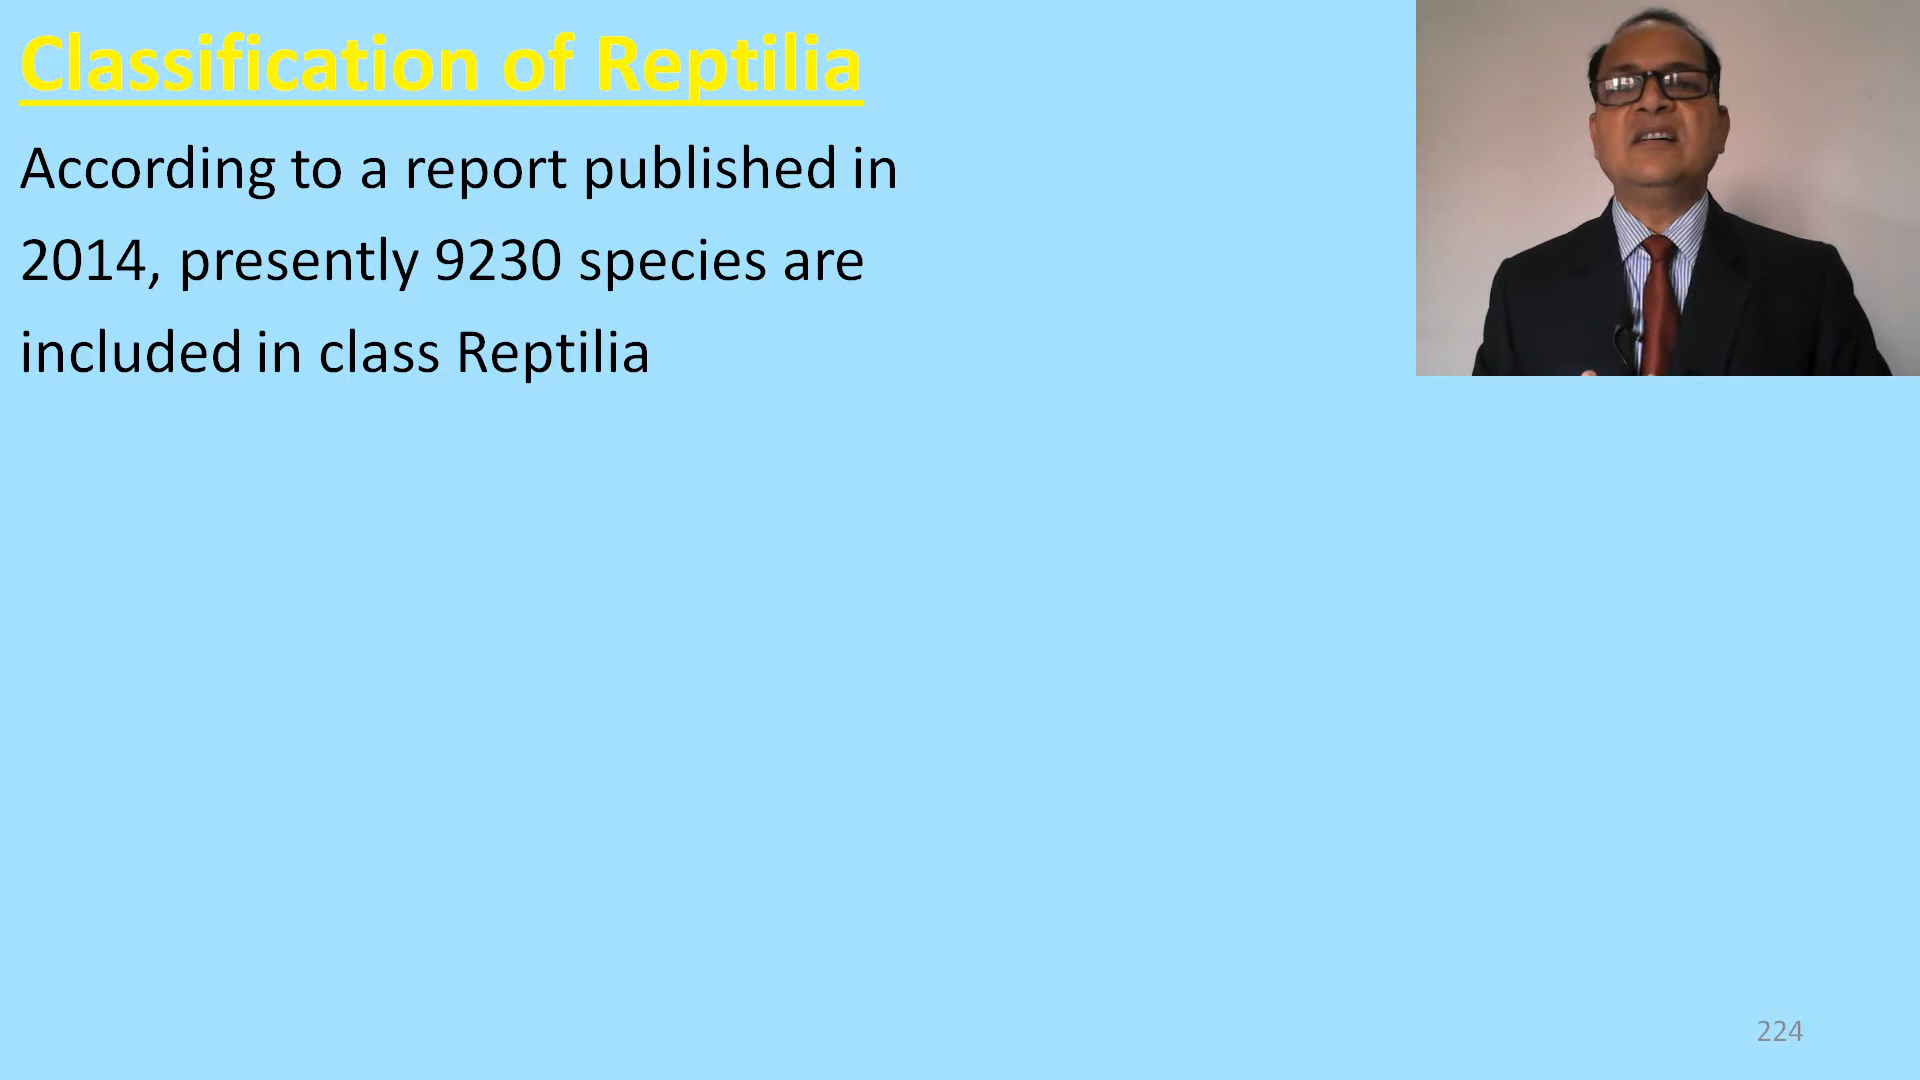 Classification of Reptilia
According to a report published in
2014, presently 9230 species are
included in class Reptilia
224